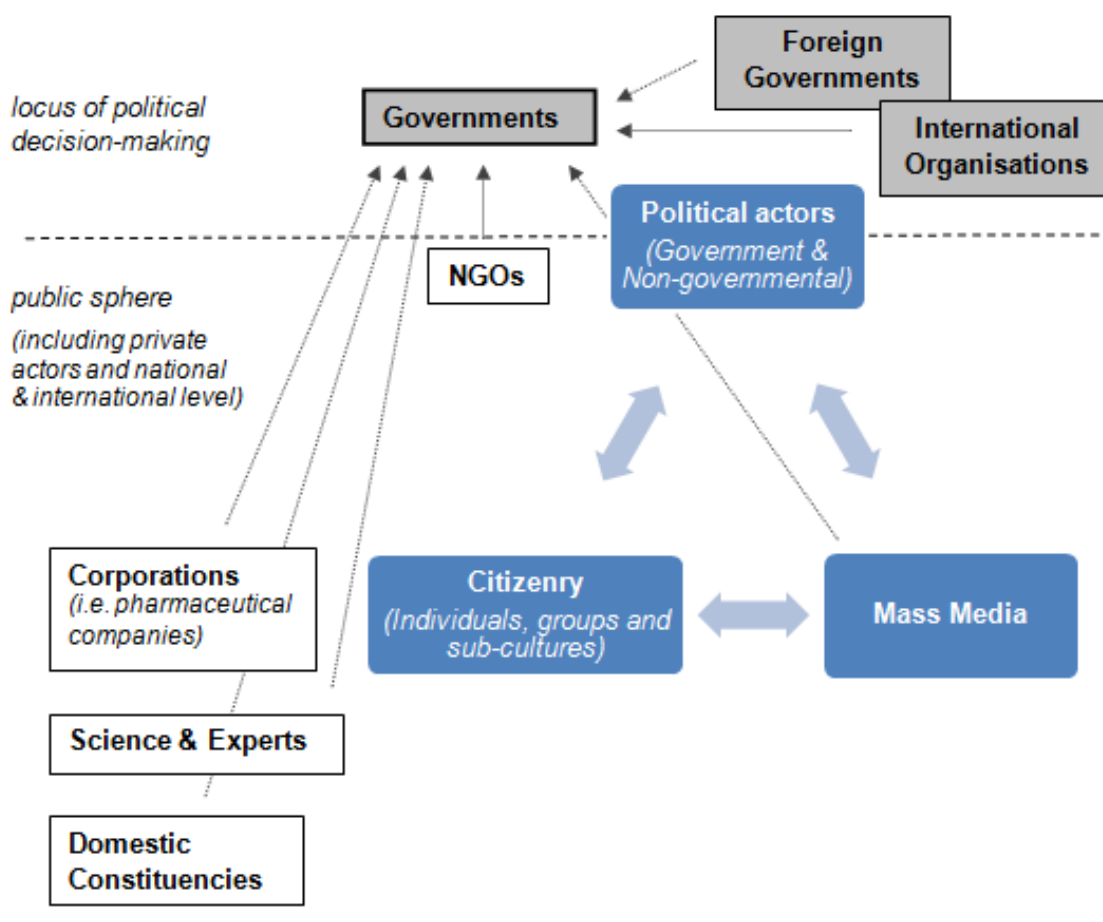 Foreign
Governments
locus of political
decision-making
Governments
International
Organisations
Political actors
(Government &
Non-governmental)
NGOs
public sphere
(including private
actors and national
& international level)
Corporations
(i.e. pharmaceutical
companies)
Citizenry
(Individuals, groups and
sub-cultures)
Mass Media
Science & Experts
Domestic
Constituencies